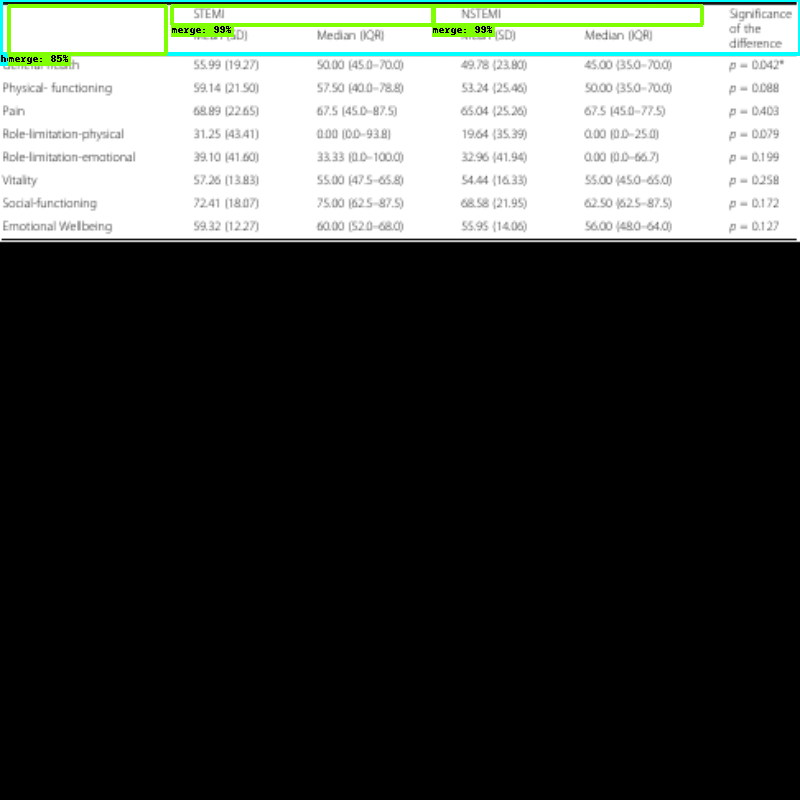 STEMI NSTEMI Significance
of the
difference
merge: 99% merge: 99%
(SD) Median (IQR) (SD) Median (IQR)
merge: 85%
55.99 (19.27) 50.00 (45.0–70.0) 49.78 (23.80) 45.00 (35.0–70.0) p = 0.042*
Physical- functioning 59.14 (21.50) 57.50 (40.0–78.8) 53.24 (25.46) 50.00 (35.0–70.0) p = 0.088
Pain 68.89 (22.65) 67.5 (45.0–87.5) 65.04 (25.26) 67.5 (45.0–77.5) p = 0.403
Role-limitation-physical 31.25 (43.41) 0.00 (0.0–93.8) 19.64 (35.39) 0.00 (0.0–25.0) p = 0.079
Role-limitation-emotional 39.10 (41.60) 33.33 (0.0–100.0) 32.96 (41.94) 0.00 (0.0–66.7) p = 0.199
Vitality 57.26 (13.83) 55.00 (47.5–65.8) 54.44 (16.33) 55.00 (45.0–65.0) p = 0.258
Social-functioning 72.41 (18.07) 75.00 (62.5–87.5) 68.58 (21.95) 62.50 (62.5–87.5) p = 0.172
Emotional Wellbeing 59.32 (12.27) 60.00 (52.0–68.0) 55.95 (14.06) 56.00 (48.0–64.0) p = 0.127